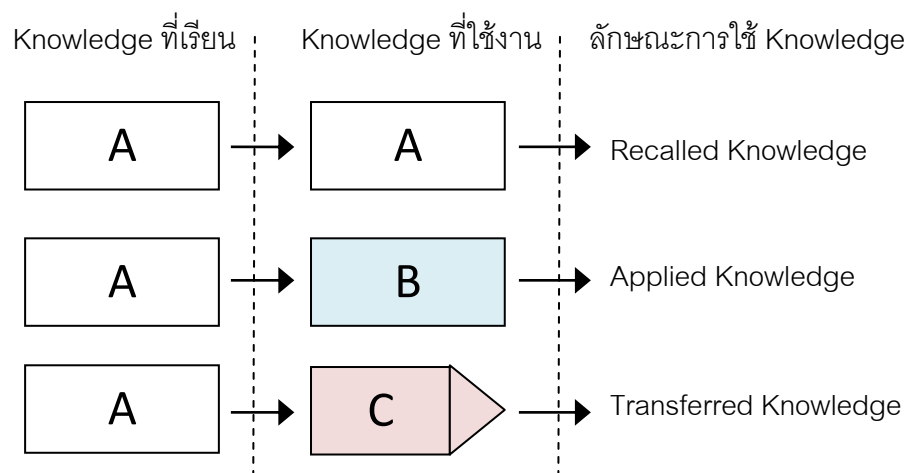 Knowledge ที่เรียน
Knowledge ที่ใช้งาน
ลักษณะการใช้ Knowledge
A
A
Recalled Knowledge
A
B
Applied Knowledge
A
C
Transferred Knowledge